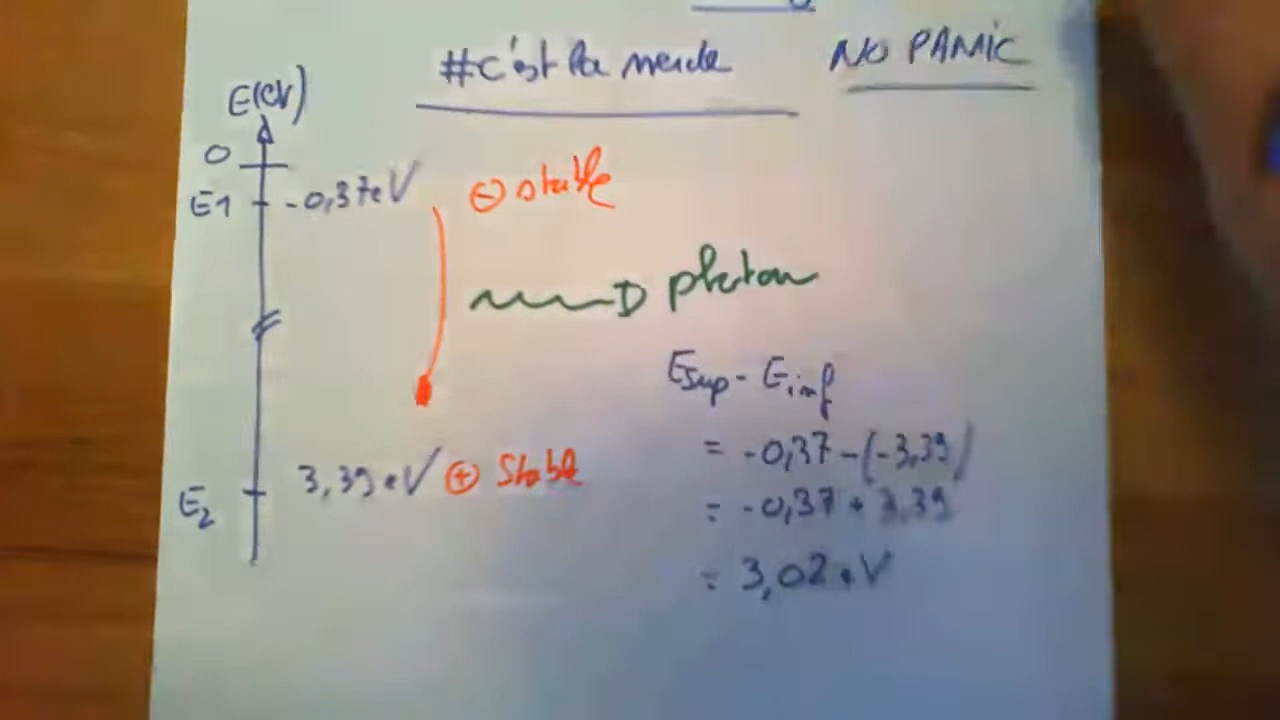 #c'est la merde
NO PANIC
E(eV)
0
E1
-0,37eV
⊖ stable
photon
Esup - Einf
= -0,37-(-3,39)
= -0,37 + 3,39
= 3,02 eV
3,39 eV ⊕ Stable
E2